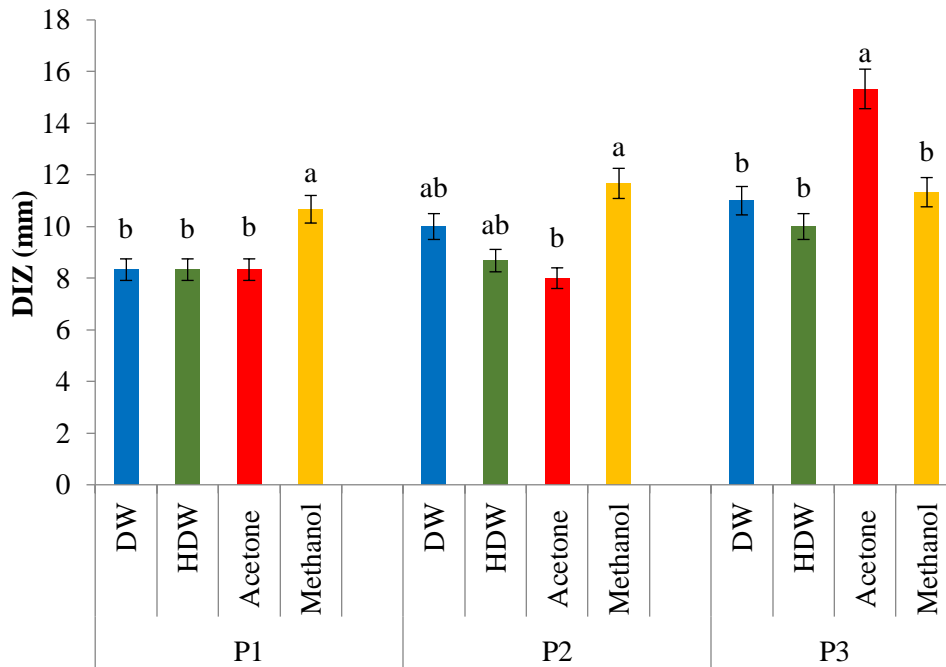 DIZ (mm)
18
16
14
12
10
8
6
4
2
0
b
b
b
a
ab
ab
b
a
b
b
a
b
DW
HDW
Acetone
Methanol
DW
HDW
Acetone
Methanol
DW
HDW
Acetone
Methanol
P1
P2
P3